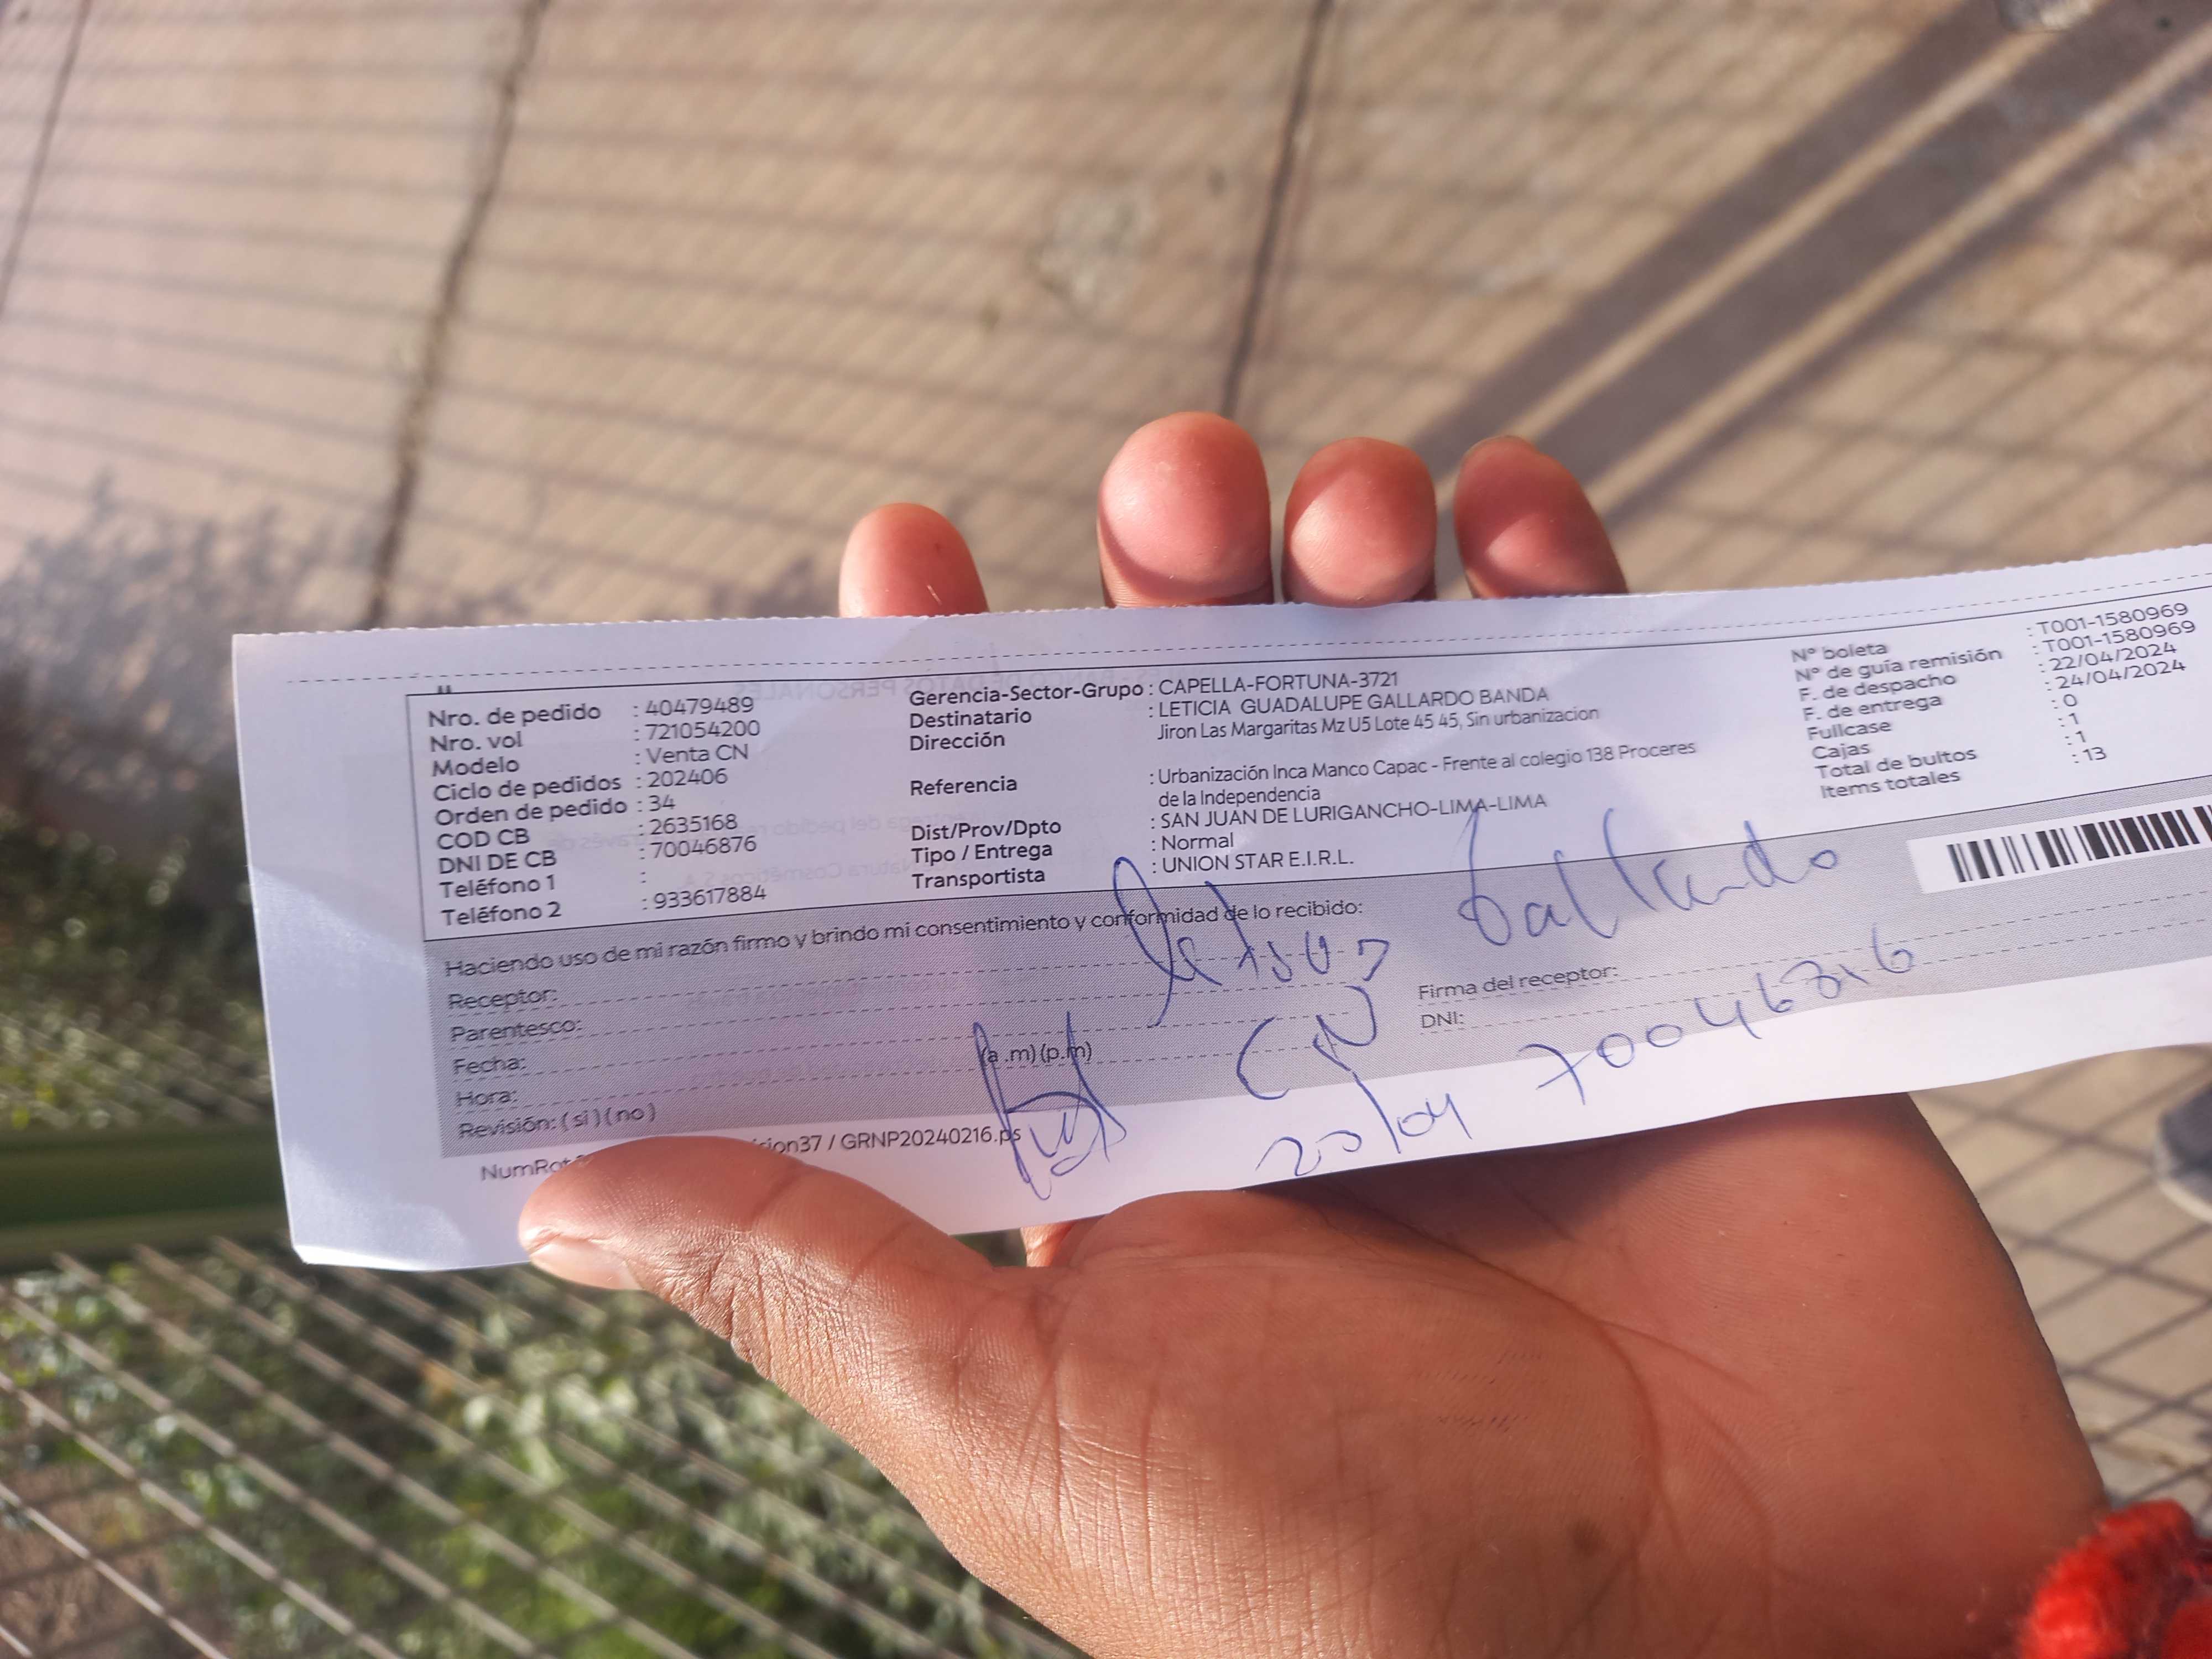 Nro. de pedido : 40479489
Nro. vol : 721054200
Modelo : Venta CN
Ciclo de pedidos : 202406
Orden de pedido : 34
COD CB : 2635168
DNI DE CB : 70046876
Teléfono 1 :
Teléfono 2 : 933617884
Gerencia-Sector-Grupo : CAPELLA-FORTUNA-3721
Destinatario : LETICIA GUADALUPE GALLARDO BANDA
Dirección Jiron Las Margaritas Mz U5 Lote 45 45, Sin urbanizacion
Referencia : Urbanización Inca Manco Capac - Frente al colegio 138 Proceres
de la Independencia
Dist/Prov/Dpto : SAN JUAN DE LURIGANCHO-LIMA-LIMA
Tipo / Entrega : Normal
Transportista : UNION STAR E.I.R.L.
N° boleta : T001-1580969
N° de guía remisión : T001-1580969
F. de despacho : 22/04/2024
F. de entrega : 24/04/2024
Fullcase : 0
Cajas : 1
Total de bultos : 1
Items totales : 13
Haciendo uso de mi razón firmo y brindo mi consentimiento y conformidad de lo recibido:
Receptor: Gallardo
Parentesco: CN
Fecha:
Hora: (a .m) (p.m)
Revisión: ( si ) ( no )
Firma del receptor:
DNI:
ion37 / GRNP20240216.ps